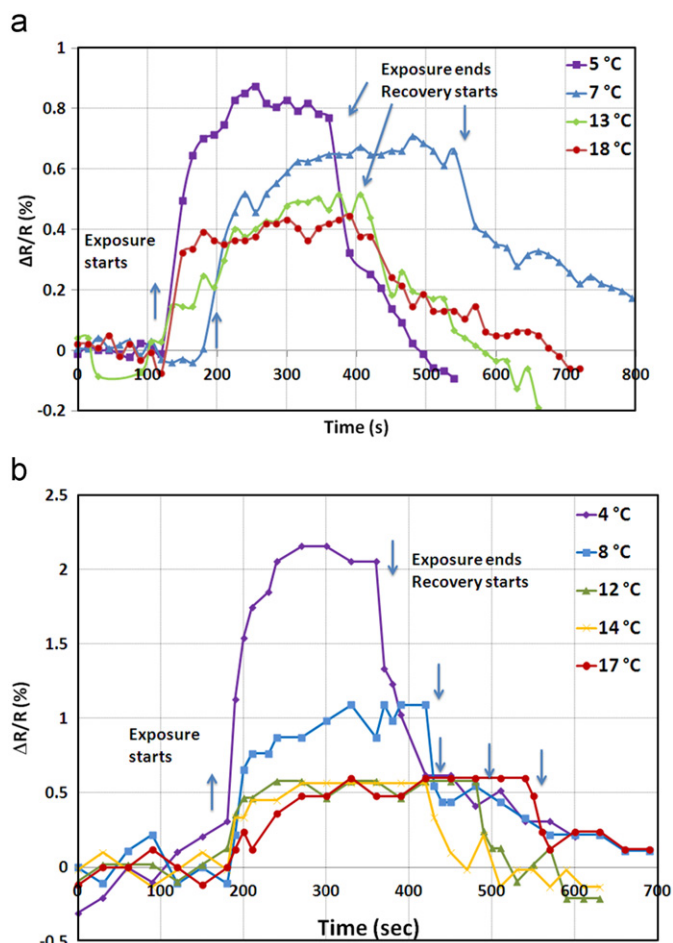 a
1
0.8
0.6
0.4
0.2
0
-0.2
ΔR/R (%)
Exposure ends
Recovery starts
5 °C
7 °C
13 °C
18 °C
Exposure
starts
0 100 200 300 400 500 600 700 800
Time (s)
b
2.5
2
1.5
1
0.5
0
-0.5
ΔR/R (%)
Exposure ends
Recovery starts
4 °C
8 °C
12 °C
14 °C
17 °C
Exposure
starts
0 100 200 300 400 500 600 700
Time (sec)